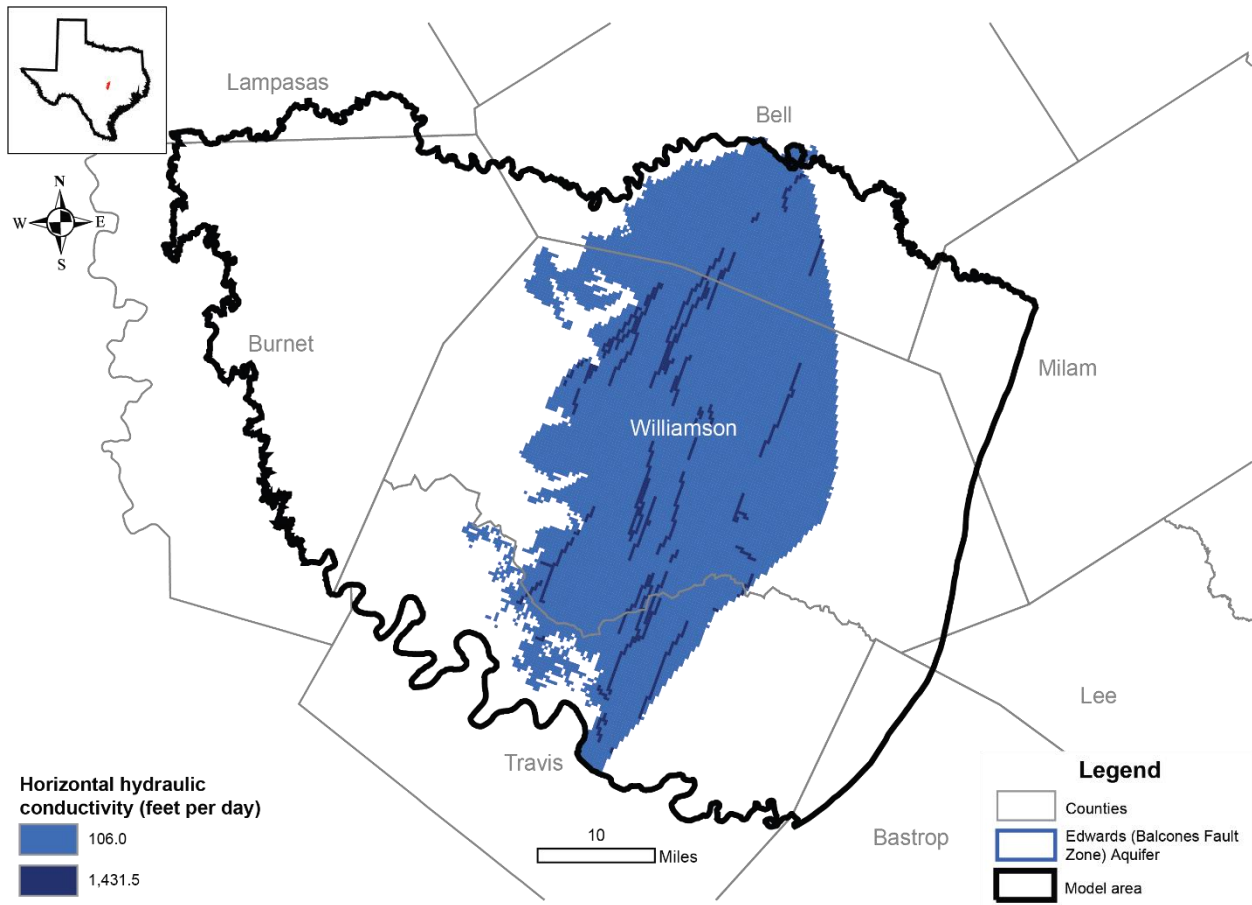 Lampasas
Bell
N
W
E
S
Burnet
Milam
Williamson
Lee
Travis
Bastrop
Horizontal hydraulic
conductivity (feet per day)
106.0
1,431.5
10
Miles
Legend
Counties
Edwards (Balcones Fault
Zone) Aquifer
Model area